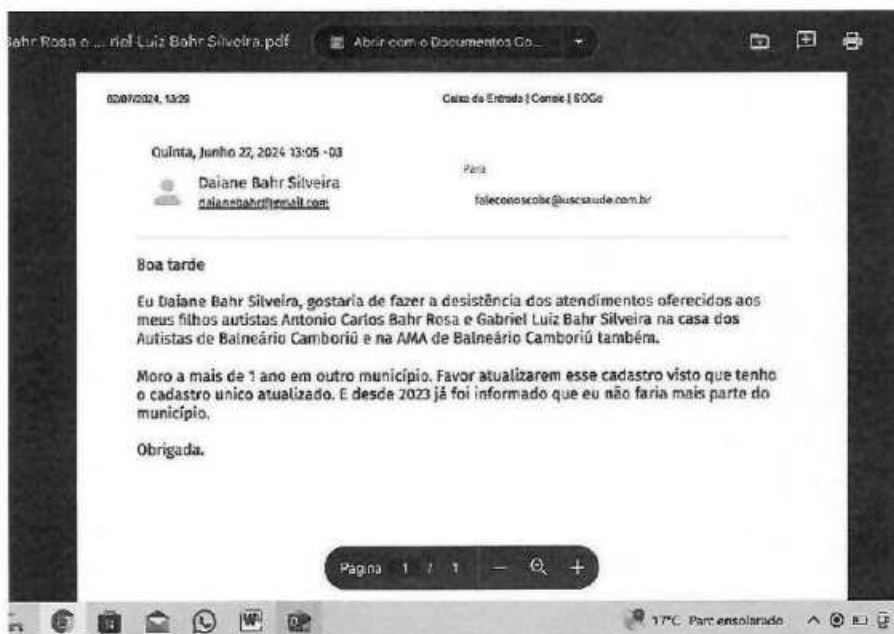 Bahr Rosa e ... riel Luiz Bahr Silveira.pdf
Abrir com o Documentos Go...
02/07/2024, 13:29
Caixa de Entrada | Correio | SOGo
Quinta, Junho 27, 2024 13:05 -03
Daiane Bahr Silveira
daianebahr@gmail.com
Para
faleconoscobc@uscsaude.com.br
Boa tarde
Eu Daiane Bahr Silveira, gostaria de fazer a desistência dos atendimentos oferecidos aos
meus filhos autistas Antonio Carlos Bahr Rosa e Gabriel Luiz Bahr Silveira na casa dos
Autistas de Balneário Camboriú e na AMA de Balneário Camboriú também.
Moro a mais de 1 ano em outro município. Favor atualizarem esse cadastro visto que tenho
o cadastro unico atualizado. E desde 2023 já foi informado que eu não faria mais parte do
município.
Obrigada.
Página 1 / 1
17°C Parc ensolarado